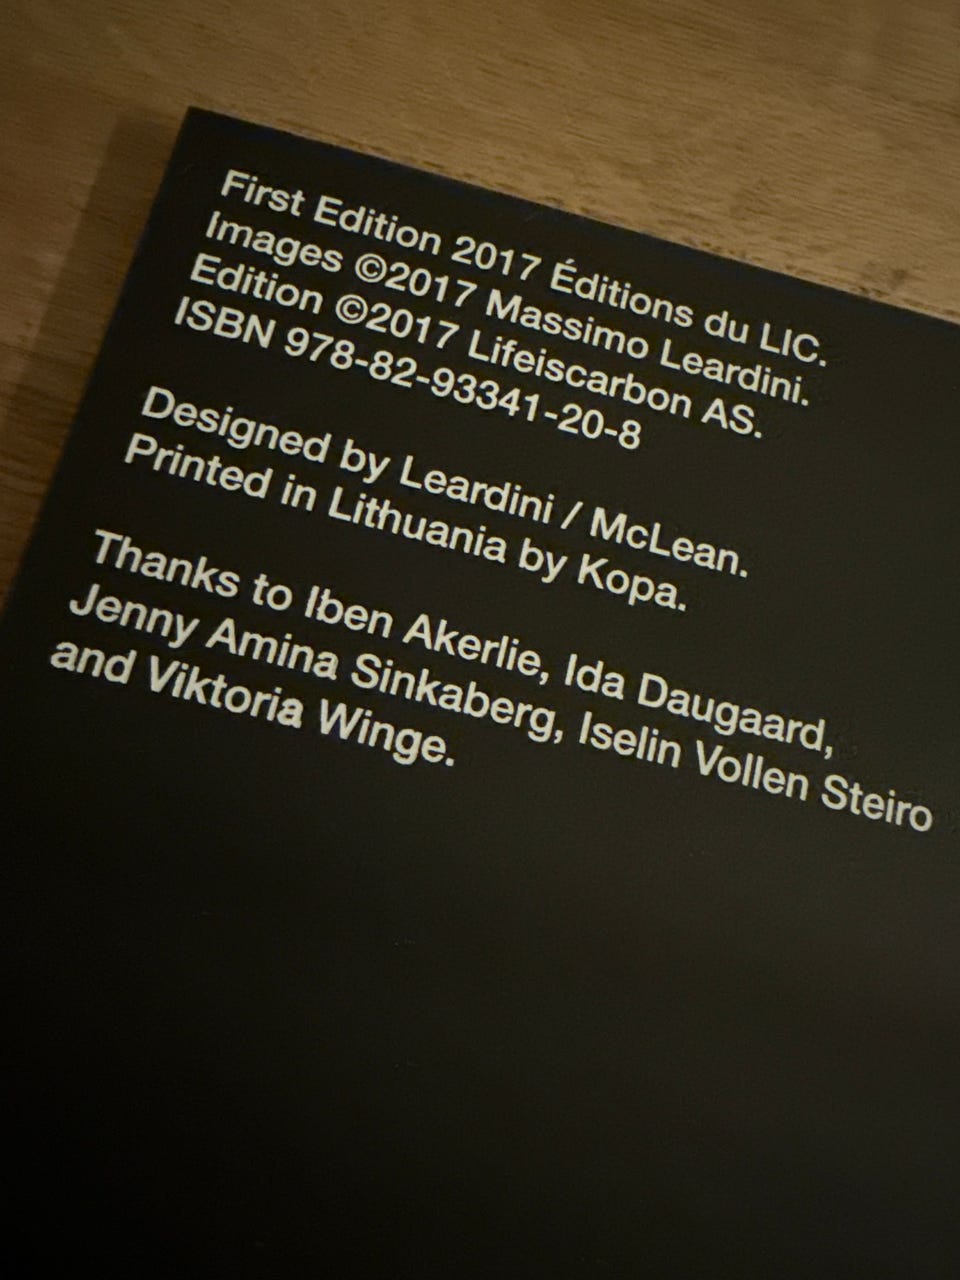 First Edition 2017 Éditions du LIC.
Images ©2017 Massimo Leardini.
Edition ©2017 Lifeiscarbon AS.
ISBN 978-82-93341-20-8
Designed by Leardini / McLean.
Printed in Lithuania by Kopa.
Thanks to Iben Akerlie, Ida Daugaard,
Jenny Amina Sinkaberg, Iselin Vollen Steiro
and Viktoria Winge.